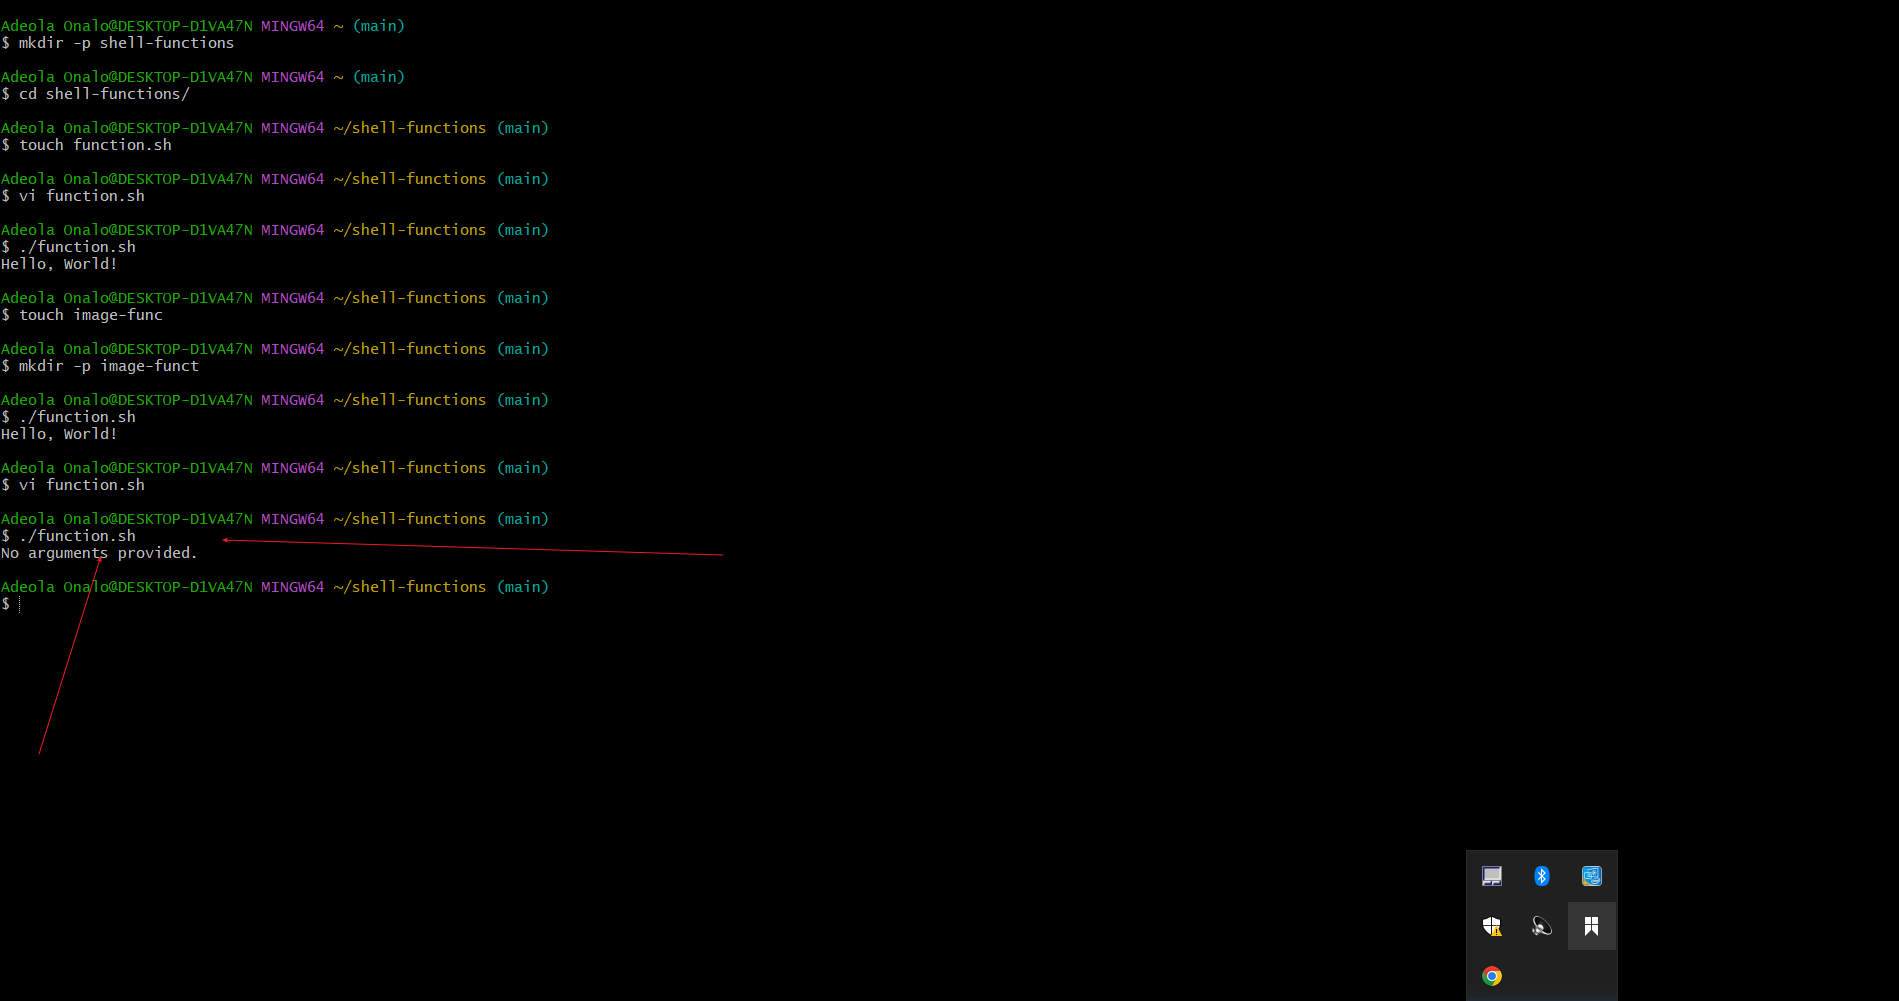 Adeola Onalo@DESKTOP-D1VA47N MINGW64 ~ (main)
$ mkdir -p shell-functions
Adeola Onalo@DESKTOP-D1VA47N MINGW64 ~ (main)
$ cd shell-functions/
Adeola Onalo@DESKTOP-D1VA47N MINGW64 ~/shell-functions (main)
$ touch function.sh
Adeola Onalo@DESKTOP-D1VA47N MINGW64 ~/shell-functions (main)
$ vi function.sh
Adeola Onalo@DESKTOP-D1VA47N MINGW64 ~/shell-functions (main)
$ ./function.sh
Hello, World!
Adeola Onalo@DESKTOP-D1VA47N MINGW64 ~/shell-functions (main)
$ touch image-func
Adeola Onalo@DESKTOP-D1VA47N MINGW64 ~/shell-functions (main)
$ mkdir -p image-funct
Adeola Onalo@DESKTOP-D1VA47N MINGW64 ~/shell-functions (main)
$ ./function.sh
Hello, World!
Adeola Onalo@DESKTOP-D1VA47N MINGW64 ~/shell-functions (main)
$ vi function.sh
Adeola Onalo@DESKTOP-D1VA47N MINGW64 ~/shell-functions (main)
$ ./function.sh
No arguments provided.
Adeola Onalo@DESKTOP-D1VA47N MINGW64 ~/shell-functions (main)
$